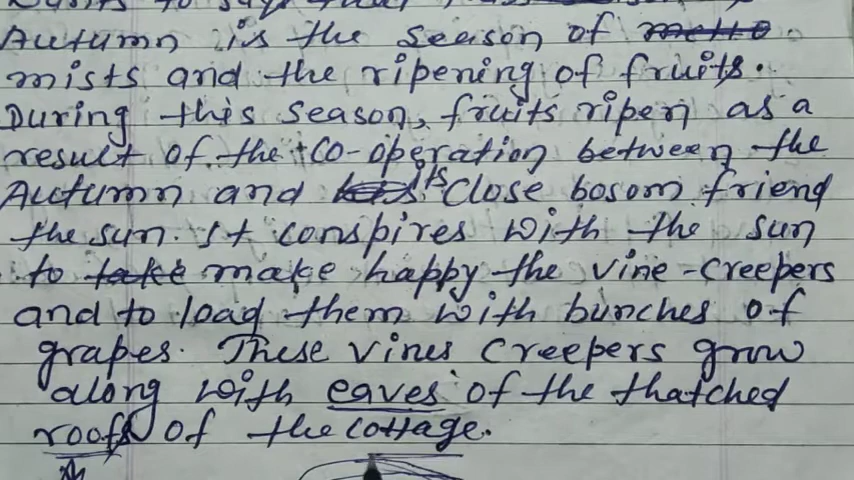 Autumn is the season of
mists and the ripening of fruits.
During this season, fruits ripen as a
result of the co-operation between the
Autumn and its close bosom friend
the sun. It conspires with the sun
to make happy the vine-creepers
and to load them with bunches of
grapes. These vines creepers grow
along with eaves of the thatched
roofs of the cottage.